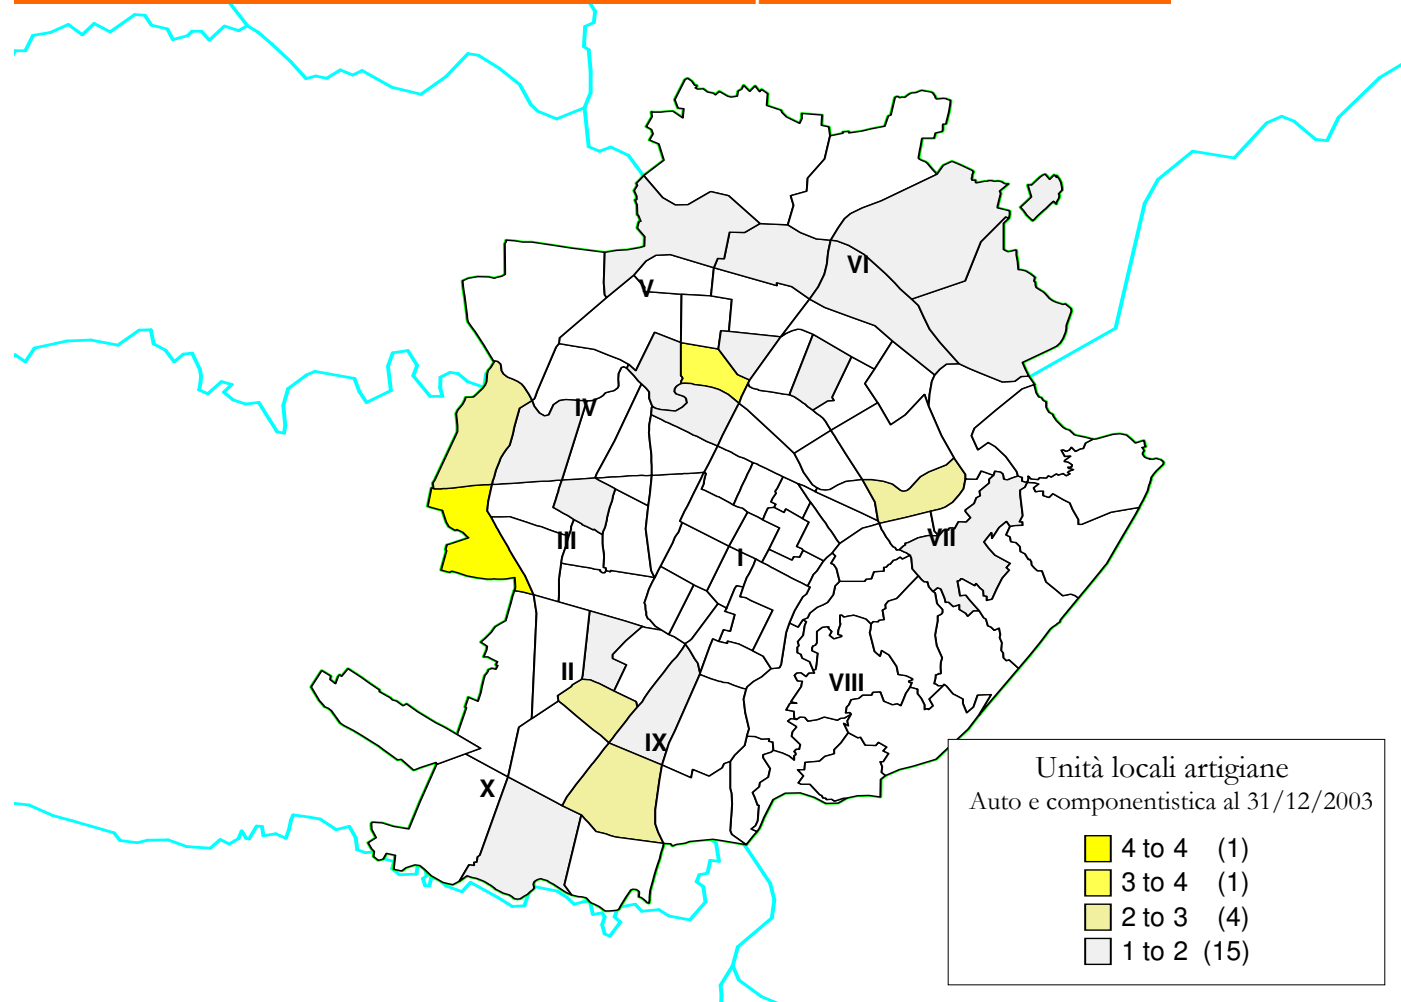 VI
V
IV
III
I
VII
II
VIII
IX
X
Unità locali artigiane
Auto e componentistica al 31/12/2003
4 to 4 (1)
3 to 4 (1)
2 to 3 (4)
1 to 2 (15)